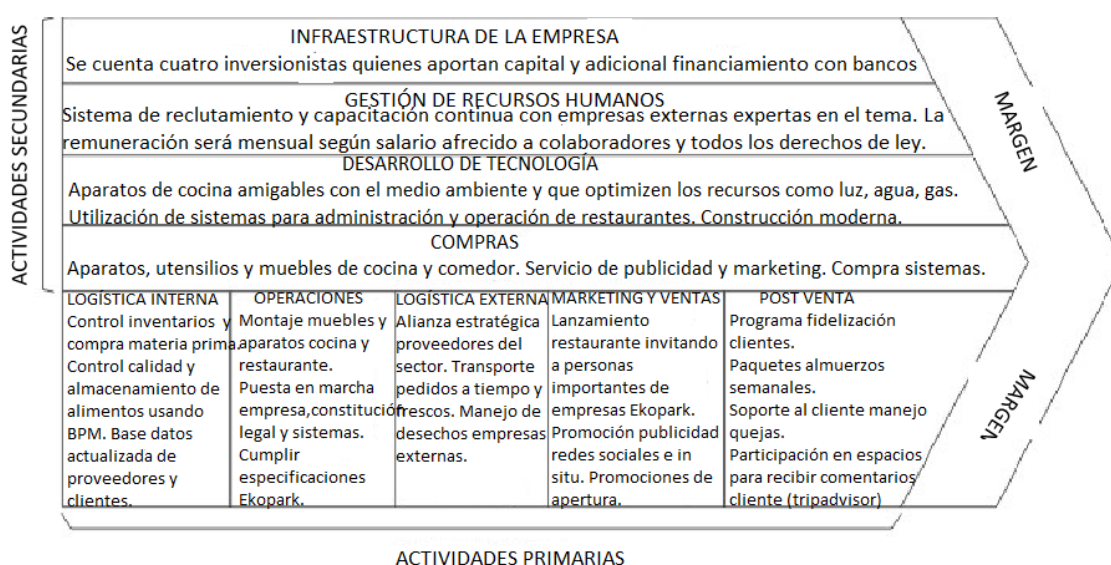 ACTIVIDADES SECUNDARIAS
INFRAESTRUCTURA DE LA EMPRESA
Se cuenta cuatro inversionistas quienes aportan capital y adicional financiamiento con bancos
GESTIÓN DE RECURSOS HUMANOS
Sistema de reclutamiento y capacitación continua con empresas externas expertas en el tema. La
remuneración será mensual según salario afrecido a colaboradores y todos los derechos de ley.
DESARROLLO DE TECNOLOGÍA
Aparatos de cocina amigables con el medio ambiente y que optimizen los recursos como luz, agua, gas.
Utilización de sistemas para administración y operación de restaurantes. Construcción moderna.
COMPRAS
Aparatos, utensilios y muebles de cocina y comedor. Servicio de publicidad y marketing. Compra sistemas.
MARGEN
LOGÍSTICA INTERNA
Control inventarios y
compra materia prima.
Control calidad y
almacenamiento de
alimentos usando
BPM. Base datos
actualizada de
proveedores y
clientes.
OPERACIONES
Montaje muebles y
aparatos cocina y
restaurante.
Puesta en marcha
empresa,constitución
legal y sistemas.
Cumplir
especificaciones
Ekopark.
LOGÍSTICA EXTERNA
Alianza estratégica
proveedores del
sector. Transporte
pedidos a tiempo y
frescos. Manejo de
desechos empresas
externas.
MARKETING Y VENTAS
Lanzamiento
restaurante invitando
a personas
importantes de
empresas Ekopark.
Promoción publicidad
redes sociales e in
situ. Promociones de
apertura.
POST VENTA
Programa fidelización
clientes.
Paquetes almuerzos
semanales.
Soporte al cliente manejo
quejas.
Participación en espacios
para recibir comentarios
cliente (tripadvisor)
MARGEN
ACTIVIDADES PRIMARIAS